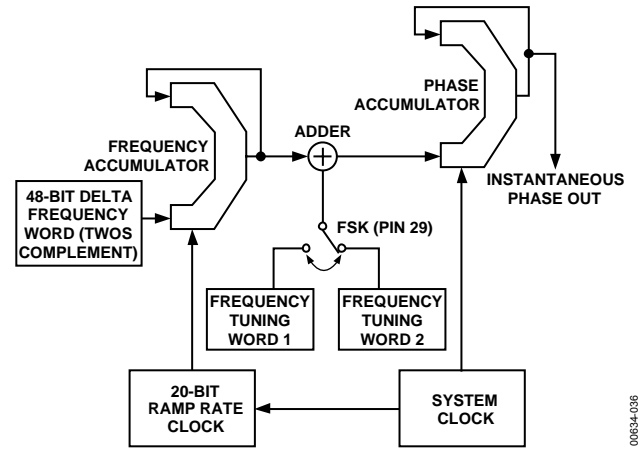 PHASE
ACCUMULATOR
ADDER
FREQUENCY
ACCUMULATOR
INSTANTANEOUS
PHASE OUT
48-BIT DELTA
FREQUENCY
WORD (TWOS
COMPLEMENT)
FSK (PIN 29)
FREQUENCY
TUNING
WORD 1
FREQUENCY
TUNING
WORD 2
20-BIT
RAMP RATE
CLOCK
SYSTEM
CLOCK
00634-036